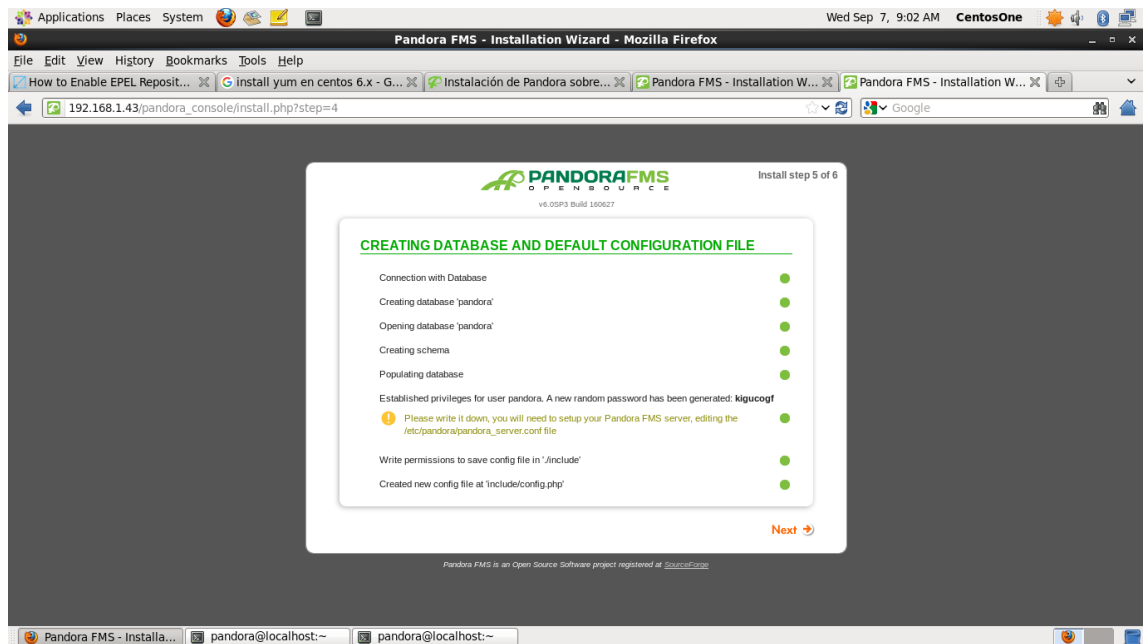 Applications Places System Wed Sep 7, 9:02 AM CentosOne
Pandora FMS - Installation Wizard - Mozilla Firefox
File Edit View History Bookmarks Tools Help
How to Enable EPEL Reposit... install yum en centos 6.x - G... Instalación de Pandora sobre... Pandora FMS - Installation W... Pandora FMS - Installation W...
192.168.1.43/pandora_console/install.php?step=4 Google
PANDORAFMS
OPENSOURCE
Install step 5 of 6
v6.0SP3 Build 160627
CREATING DATABASE AND DEFAULT CONFIGURATION FILE
Connection with Database
Creating database 'pandora'
Opening database 'pandora'
Creating schema
Populating database
Established privileges for user pandora. A new random password has been generated: kigucogf
Please write it down, you will need to setup your Pandora FMS server, editing the
/etc/pandora/pandora_server.conf file
Write permissions to save config file in './include'
Created new config file at 'include/config.php'
Next
Pandora FMS is an Open Source Software project registered at SourceForge
Pandora FMS - Installa... pandora@localhost:~ pandora@localhost:~